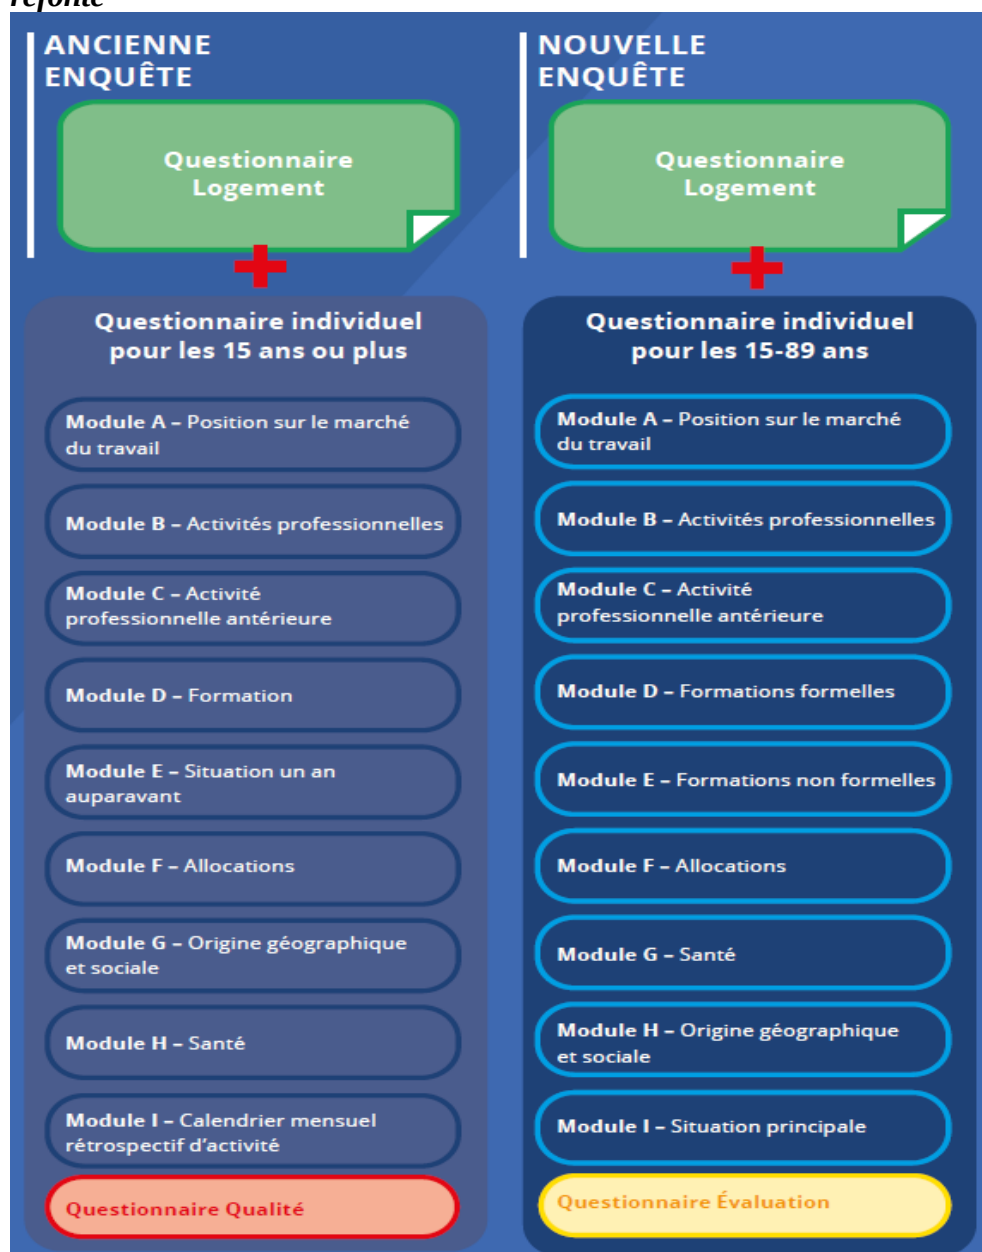 refonte
ANCIENNE
ENQUÊTE
Questionnaire
Logement
Questionnaire individuel
pour les 15 ans ou plus
Module A – Position sur le marché
du travail
Module B – Activités professionnelles
Module C – Activité
professionnelle antérieure
Module D – Formation
Module E – Situation un an
auparavant
Module F – Allocations
Module G – Origine géographique
et sociale
Module H – Santé
Module I – Calendrier mensuel
rétrospectif d'activité
Questionnaire Qualité
NOUVELLE
ENQUÊTE
Questionnaire
Logement
Questionnaire individuel
pour les 15-89 ans
Module A – Position sur le marché
du travail
Module B – Activités professionnelles
Module C – Activité
professionnelle antérieure
Module D – Formations formelles
Module E – Formations non formelles
Module F – Allocations
Module G – Santé
Module H – Origine géographique
et sociale
Module I – Situation principale
Questionnaire Évaluation